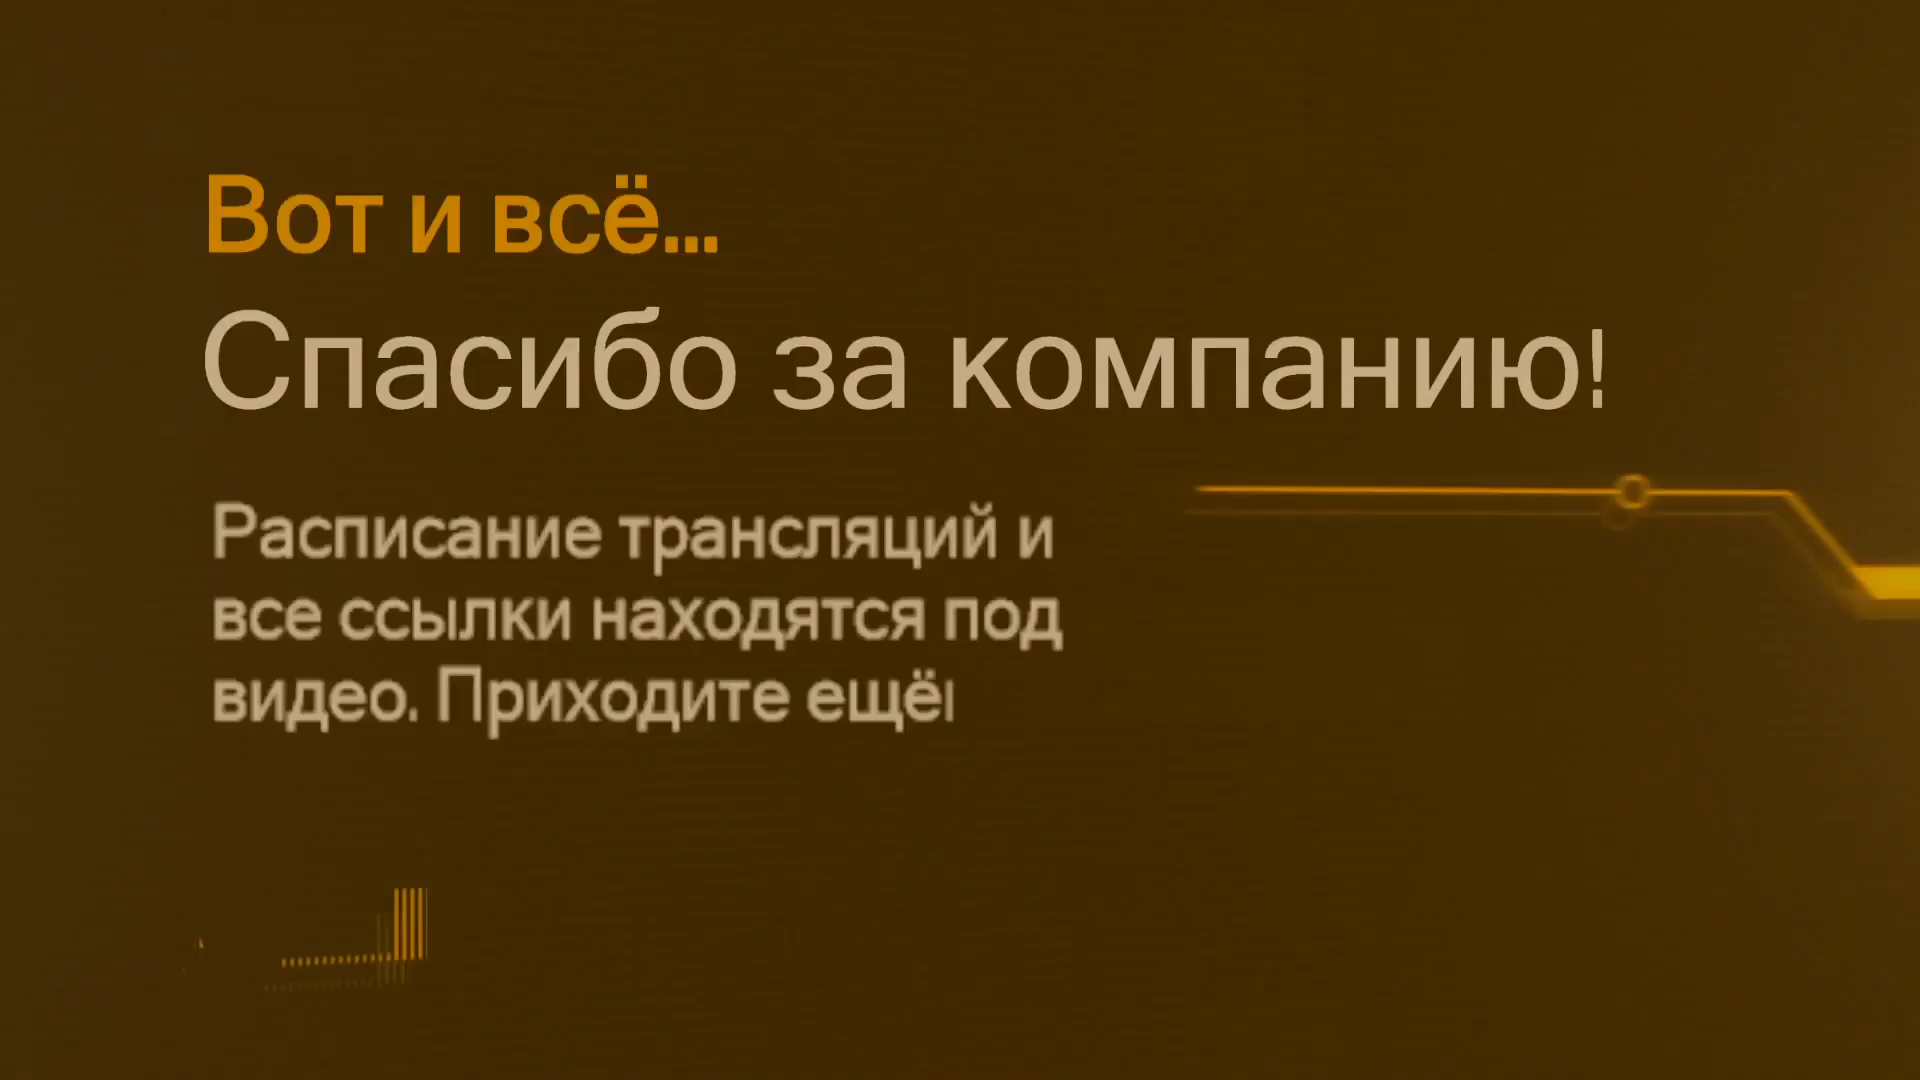 Вот и всё...
Спасибо за компанию!
Расписание трансляций и
все ссылки находятся под
видео. Приходите ещё!